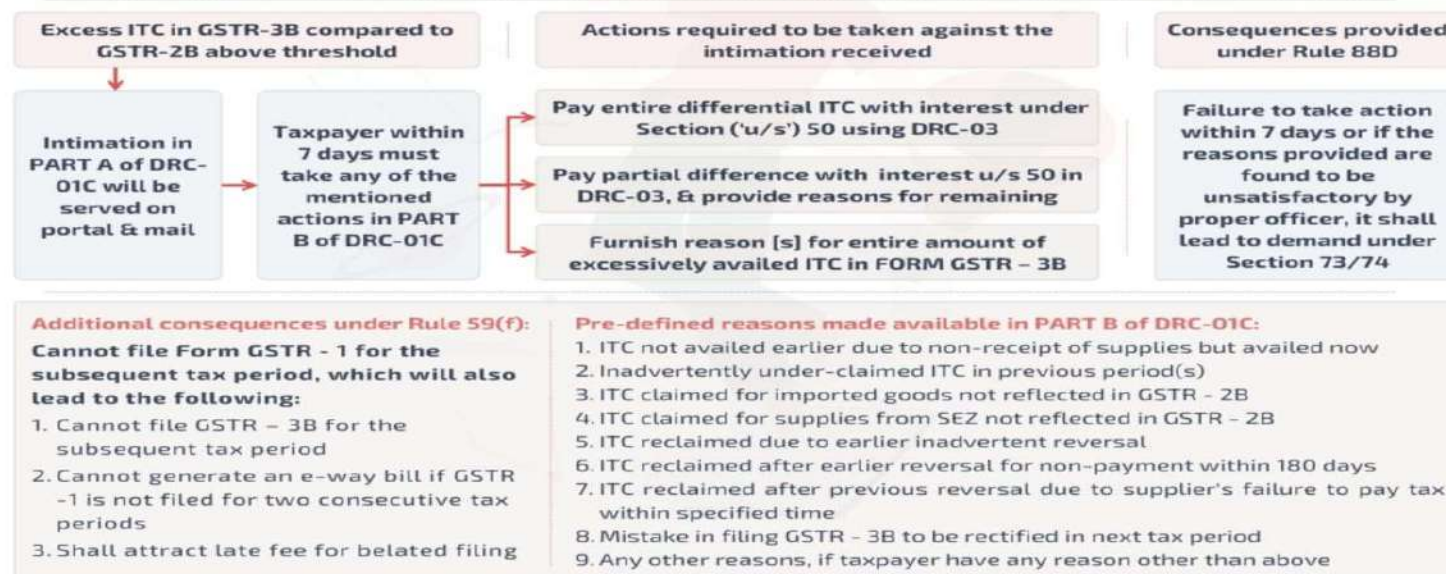 Excess ITC in GSTR-3B compared to
GSTR-2B above threshold
Actions required to be taken against the
intimation received
Consequences provided
under Rule 88D
Intimation in
PART A of DRC-
01C will be
served on
portal & mail
Taxpayer within
7 days must
take any of the
mentioned
actions in PART
B of DRC-01C
Pay entire differential ITC with interest under
Section ('u/s') 50 using DRC-03
Pay partial difference with interest u/s 50 in
DRC-03, & provide reasons for remaining
Furnish reason [s] for entire amount of
excessively availed ITC in FORM GSTR – 3B
Failure to take action
within 7 days or if the
reasons provided are
found to be
unsatisfactory by
proper officer, it shall
lead to demand under
Section 73/74
Additional consequences under Rule 59(f):
Cannot file Form GSTR - 1 for the
subsequent tax period, which will also
lead to the following:
1. Cannot file GSTR – 3B for the
subsequent tax period
2. Cannot generate an e-way bill if GSTR
-1 is not filed for two consecutive tax
periods
3. Shall attract late fee for belated filing
Pre-defined reasons made available in PART B of DRC-01C:
1. ITC not availed earlier due to non-receipt of supplies but availed now
2. Inadvertently under-claimed ITC in previous period(s)
3. ITC claimed for imported goods not reflected in GSTR - 2B
4. ITC claimed for supplies from SEZ not reflected in GSTR - 2B
5. ITC reclaimed due to earlier inadvertent reversal
6. ITC reclaimed after earlier reversal for non-payment within 180 days
7. ITC reclaimed after previous reversal due to supplier's failure to pay tax
within specified time
8. Mistake in filing GSTR - 3B to be rectified in next tax period
9. Any other reasons, if taxpayer have any reason other than above